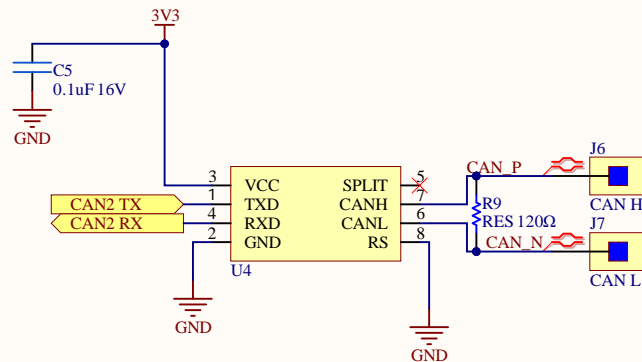 3V3
C5
0.1uF 16V
GND
3 VCC SPLIT 5
1 TXD CANH 7
4 RXD CANL 6
2 GND RS 8
U4
CAN2 TX
CAN2 RX
GND
GND
CAN_P
J6
CAN H
R9
RES 120Ω
CAN_N
J7
CAN L